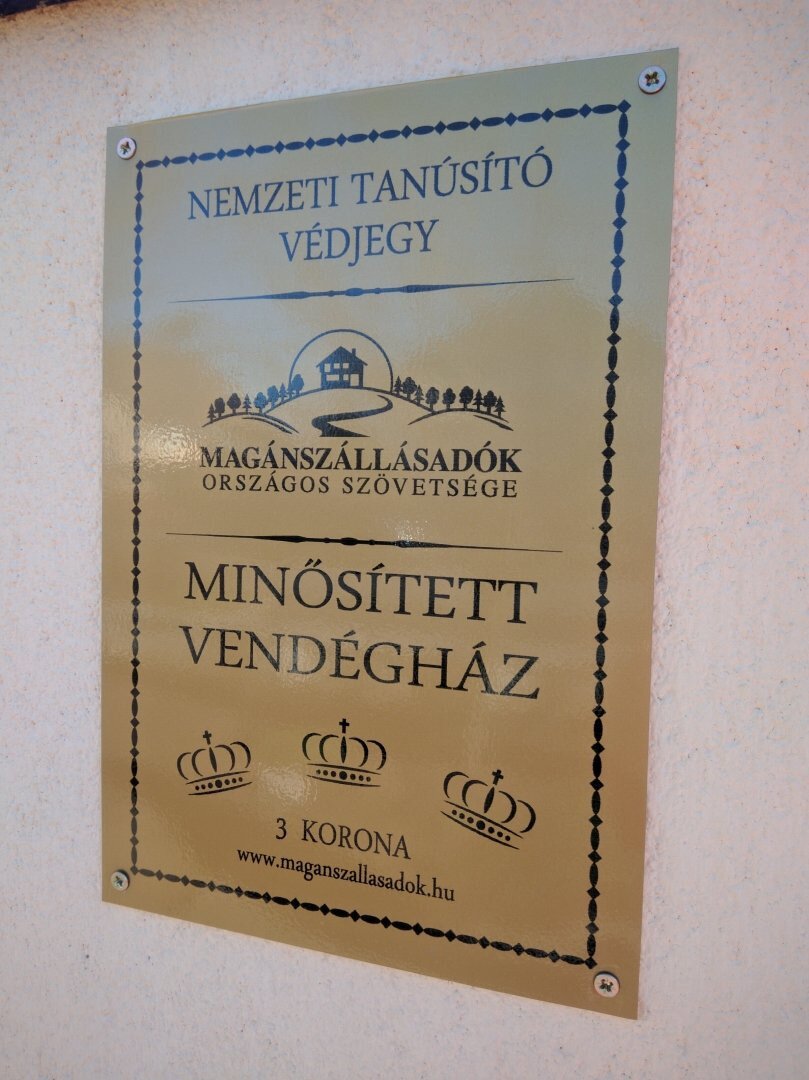 NEMZETI TANÚSÍTÓ
VÉDJEGY
MAGÁNSZÁLLÁSADÓK
ORSZÁGOS SZÖVETSÉGE
MINŐSÍTETT
VENDÉGHÁZ
3 KORONA
www.maganszallasadok.hu